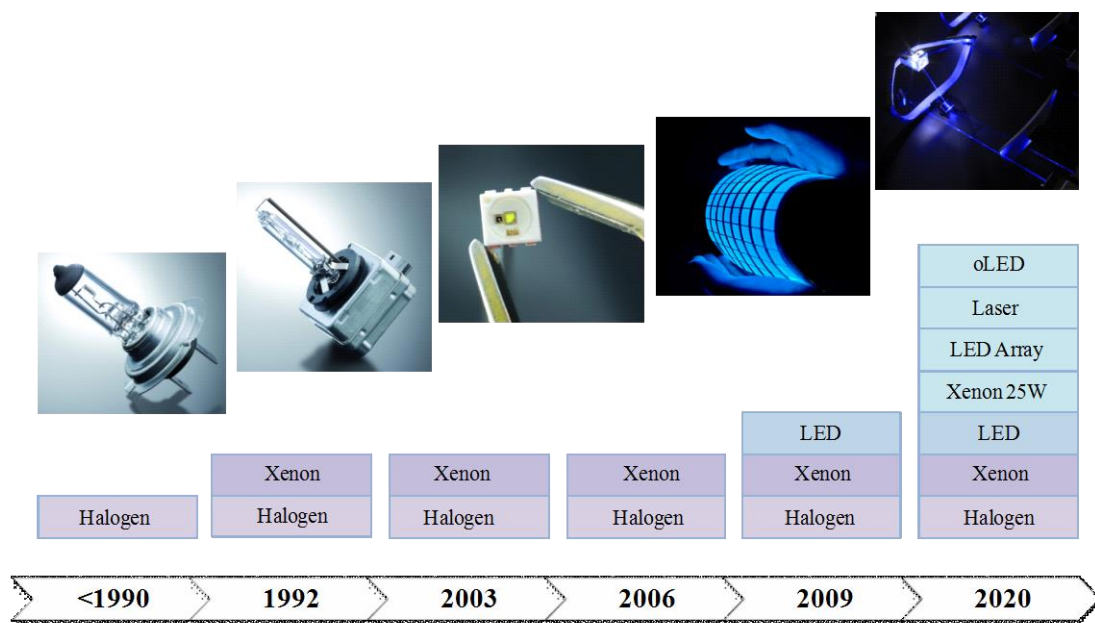 oLED
Laser
LED Array
Xenon 25W
LED LED
Xenon Xenon Xenon Xenon Xenon
Halogen Halogen Halogen Halogen Halogen Halogen
<1990 1992 2003 2006 2009 2020